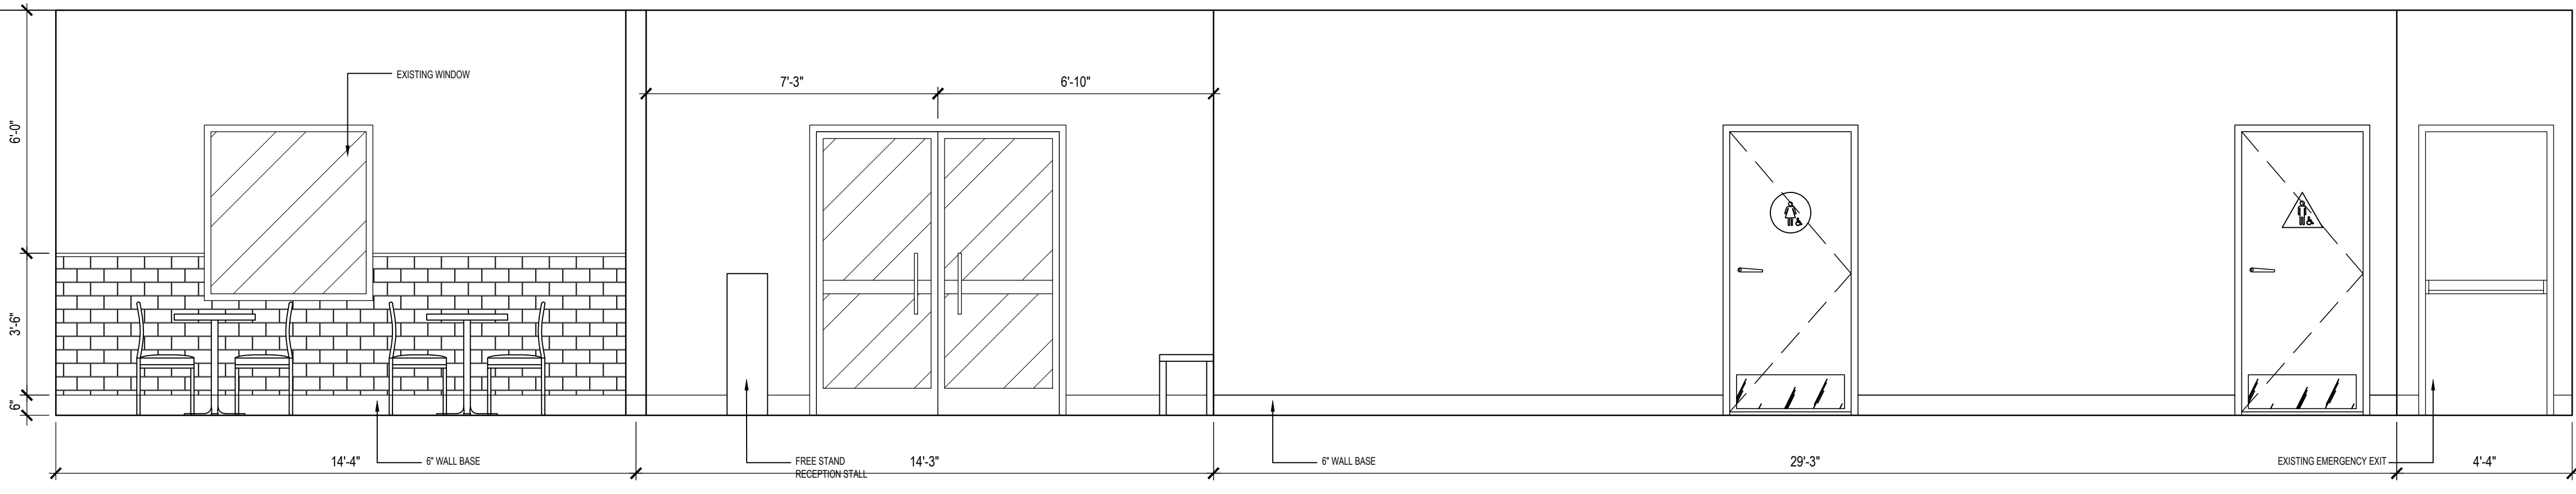 EXISTING WINDOW
7'-3"
6'-10"
6'-0"
3'-6"
6"
14'-4"
6" WALL BASE
FREE STAND
RECEPTION STALL
14'-3"
6" WALL BASE
29'-3"
EXISTING EMERGENCY EXIT
4'-4"